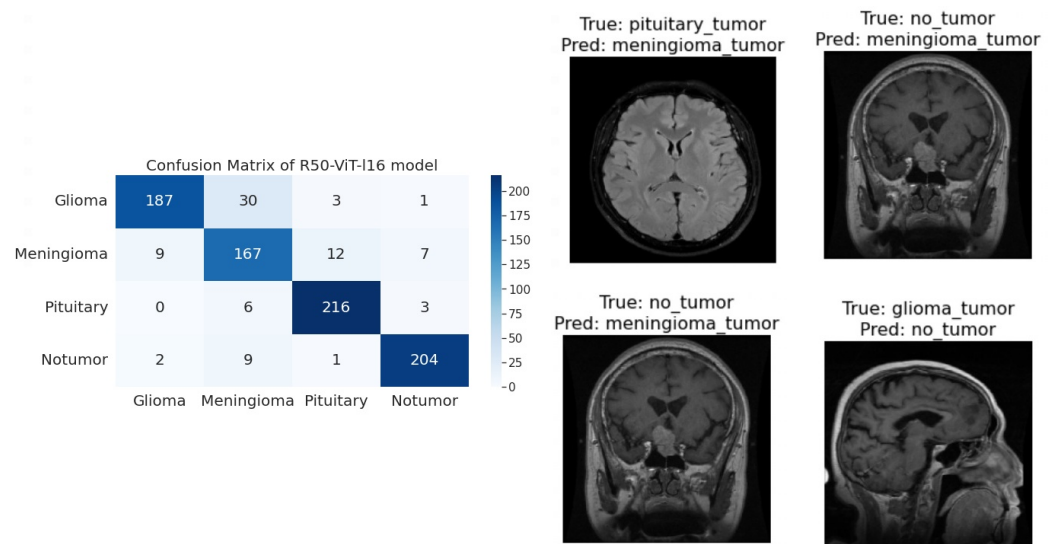 Confusion Matrix of R50-ViT-l16 model
Glioma 187 30 3 1
Meningioma 9 167 12 7
Pituitary 0 6 216 3
Notumor 2 9 1 204
Glioma Meningioma Pituitary Notumor
200
175
150
125
100
75
50
25
0
True: pituitary_tumor
Pred: meningioma_tumor
True: no_tumor
Pred: meningioma_tumor
True: no_tumor
Pred: meningioma_tumor
True: glioma_tumor
Pred: no_tumor